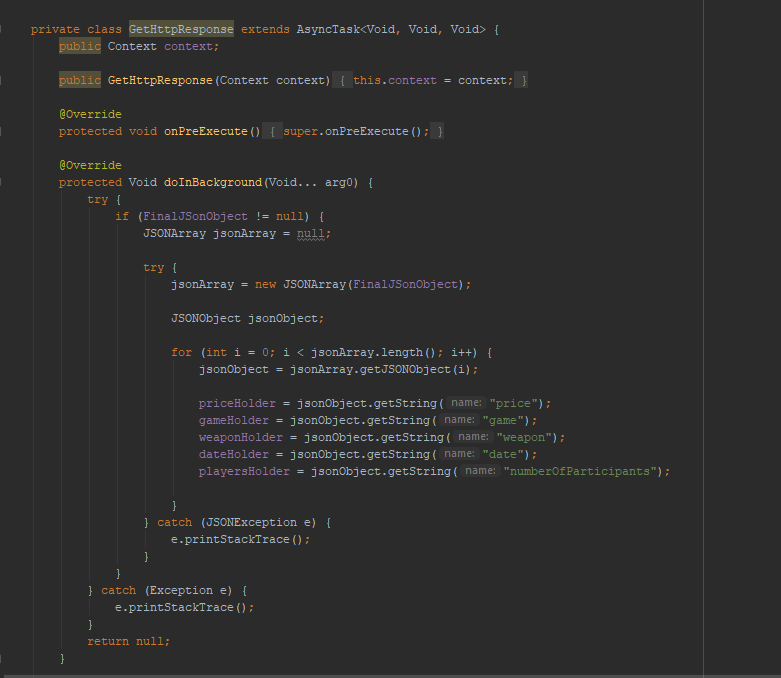 private class GetHttpResponse extends AsyncTask<Void, Void, Void> {
public Context context;
public GetHttpResponse(Context context) { this.context = context; }
@Override
protected void onPreExecute() { super.onPreExecute(); }
@Override
protected Void doInBackground(Void... arg0) {
try {
if (FinalJSonObject != null) {
JSONArray jsonArray = null;
try {
jsonArray = new JSONArray(FinalJSonObject);
JSONObject jsonObject;
for (int i = 0; i < jsonArray.length(); i++) {
jsonObject = jsonArray.getJSONObject(i);
priceHolder = jsonObject.getString( name: "price");
gameHolder = jsonObject.getString( name: "game");
weaponHolder = jsonObject.getString( name: "weapon");
dateHolder = jsonObject.getString( name: "date");
playersHolder = jsonObject.getString( name: "numberOfParticipants");
}
} catch (JSONException e) {
e.printStackTrace();
}
}
} catch (Exception e) {
e.printStackTrace();
}
return null;
}